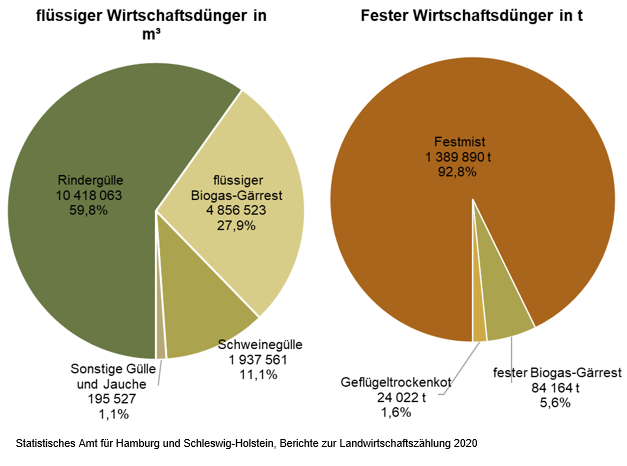 flüssiger Wirtschaftsdünger in
m³
Rindergülle
10 418 063
59,8%
flüssiger
Biogas-Gärrest
4 856 523
27,9%
Schweinegülle
1 937 561
11,1%
Sonstige Gülle
und Jauche
195 527
1,1%
Fester Wirtschaftsdünger in t
Festmist
1 389 890 t
92,8%
Geflügeltrockenkot
24 022 t
1,6%
fester Biogas-Gärrest
84 164 t
5,6%
Statistisches Amt für Hamburg und Schleswig-Holstein, Berichte zur Landwirtschaftszählung 2020